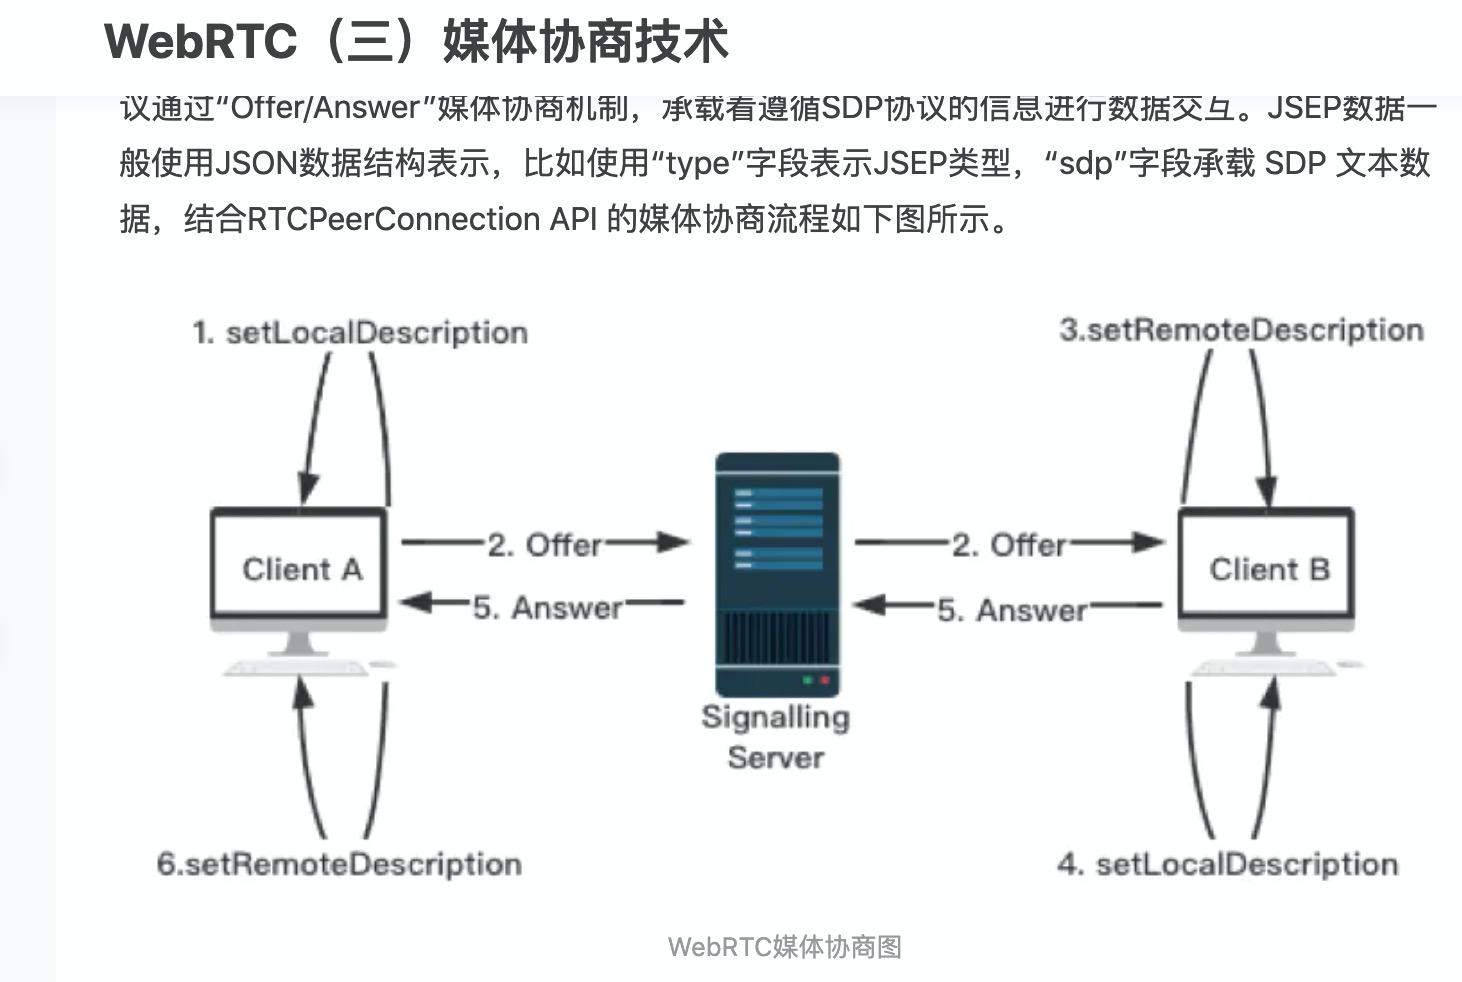 WebRTC（三）媒体协商技术
议通过“Offer/Answer”媒体协商机制，承载着遵循SDP协议的信息进行数据交互。JSEP数据一
般使用JSON数据结构表示，比如使用“type”字段表示JSEP类型，“sdp”字段承载 SDP 文本数
据，结合RTCPeerConnection API 的媒体协商流程如下图所示。
1. setLocalDescription
3.setRemoteDescription
Client A
2. Offer
2. Offer
Client B
5. Answer
5. Answer
Signalling
Server
6.setRemoteDescription
4. setLocalDescription
WebRTC媒体协商图